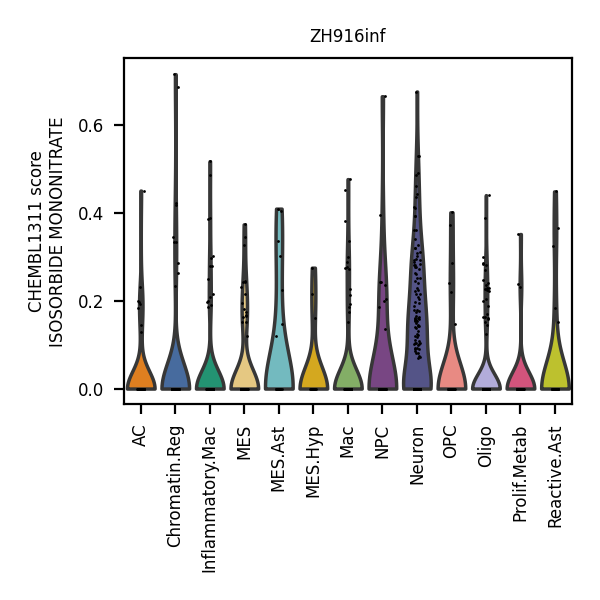 ZH916inf
CHEMBL1311 score
ISOSORBIDE MONONITRATE
0.6
0.4
0.2
0.0
AC
Chromatin.Reg
Inflammatory.Mac
MES
MES.Ast
MES.Hyp
Mac
NPC
Neuron
OPC
Oligo
Prolif.Metab
Reactive.Ast